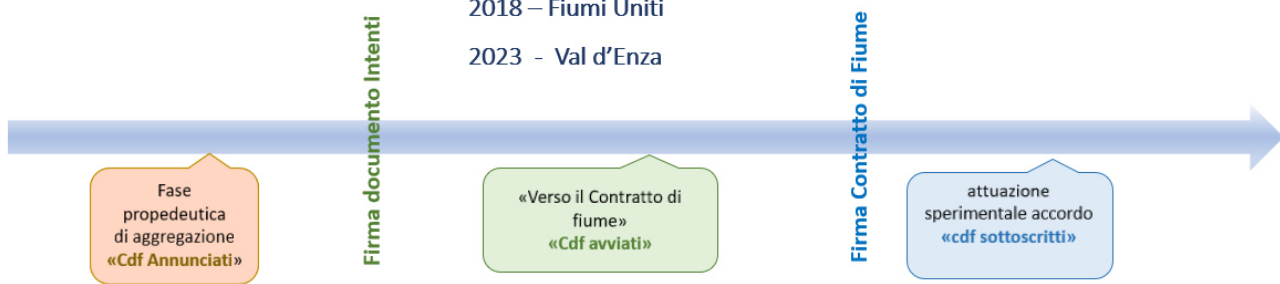 2018 – Fiumi Uniti
2023 - Val d’Enza
Firma documento Intenti
Firma Contratto di Fiume
Fase
propedeutica
di aggregazione
«Cdf Annunciati»
«Verso il Contratto di
fiume»
«Cdf avviati»
attuazione
sperimentale accordo
«cdf sottoscritti»